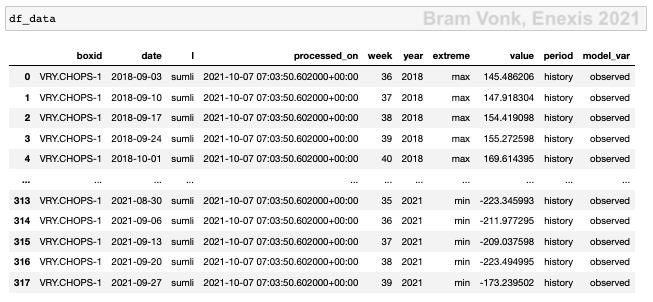 df_data
Bram Vonk, Enexis 2021
boxid date l processed_on week year extreme value period model_var
0 VRY.CHOPS-1 2018-09-03 sumli 2021-10-07 07:03:50.602000+00:00 36 2018 max 145.486206 history observed
1 VRY.CHOPS-1 2018-09-10 sumli 2021-10-07 07:03:50.602000+00:00 37 2018 max 147.918304 history observed
2 VRY.CHOPS-1 2018-09-17 sumli 2021-10-07 07:03:50.602000+00:00 38 2018 max 154.419098 history observed
3 VRY.CHOPS-1 2018-09-24 sumli 2021-10-07 07:03:50.602000+00:00 39 2018 max 155.272598 history observed
4 VRY.CHOPS-1 2018-10-01 sumli 2021-10-07 07:03:50.602000+00:00 40 2018 max 169.614395 history observed
... ... ... ... ... ... ... ... ... ... ...
313 VRY.CHOPS-1 2021-08-30 sumli 2021-10-07 07:03:50.602000+00:00 35 2021 min -223.345993 history observed
314 VRY.CHOPS-1 2021-09-06 sumli 2021-10-07 07:03:50.602000+00:00 36 2021 min -211.977295 history observed
315 VRY.CHOPS-1 2021-09-13 sumli 2021-10-07 07:03:50.602000+00:00 37 2021 min -209.037598 history observed
316 VRY.CHOPS-1 2021-09-20 sumli 2021-10-07 07:03:50.602000+00:00 38 2021 min -223.494995 history observed
317 VRY.CHOPS-1 2021-09-27 sumli 2021-10-07 07:03:50.602000+00:00 39 2021 min -173.239502 history observed